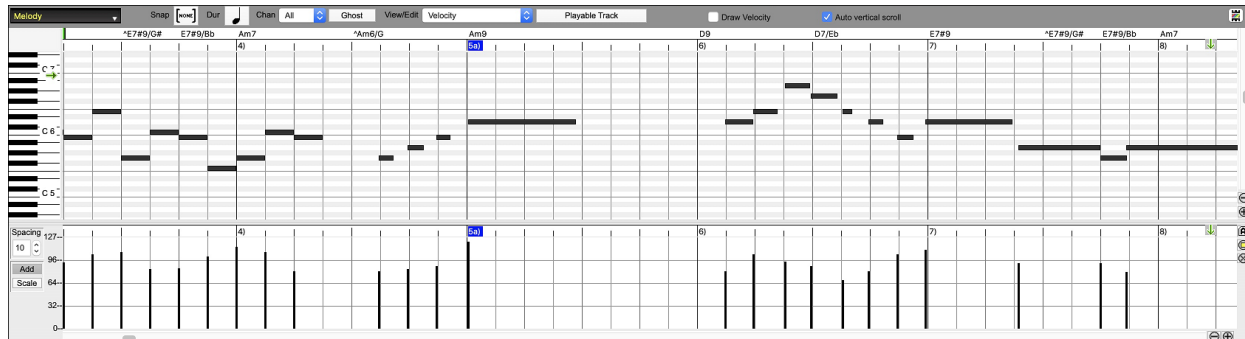 Melody Snap [NONE] Dur Chan All Ghost View/Edit Velocity Playable Track Draw Velocity Auto vertical scroll
^E7#9/G# E7#9/Bb Am7 ^Am6/G Am9 D9 D7/Eb E7#9 ^E7#9/G# E7#9/Bb Am7
4) 5a) 6) 7) 8)
C 7
C 6
C 5
Spacing 4) 5a) 6) 7) 8)
127
10
96
Add
64
Scale
32
0